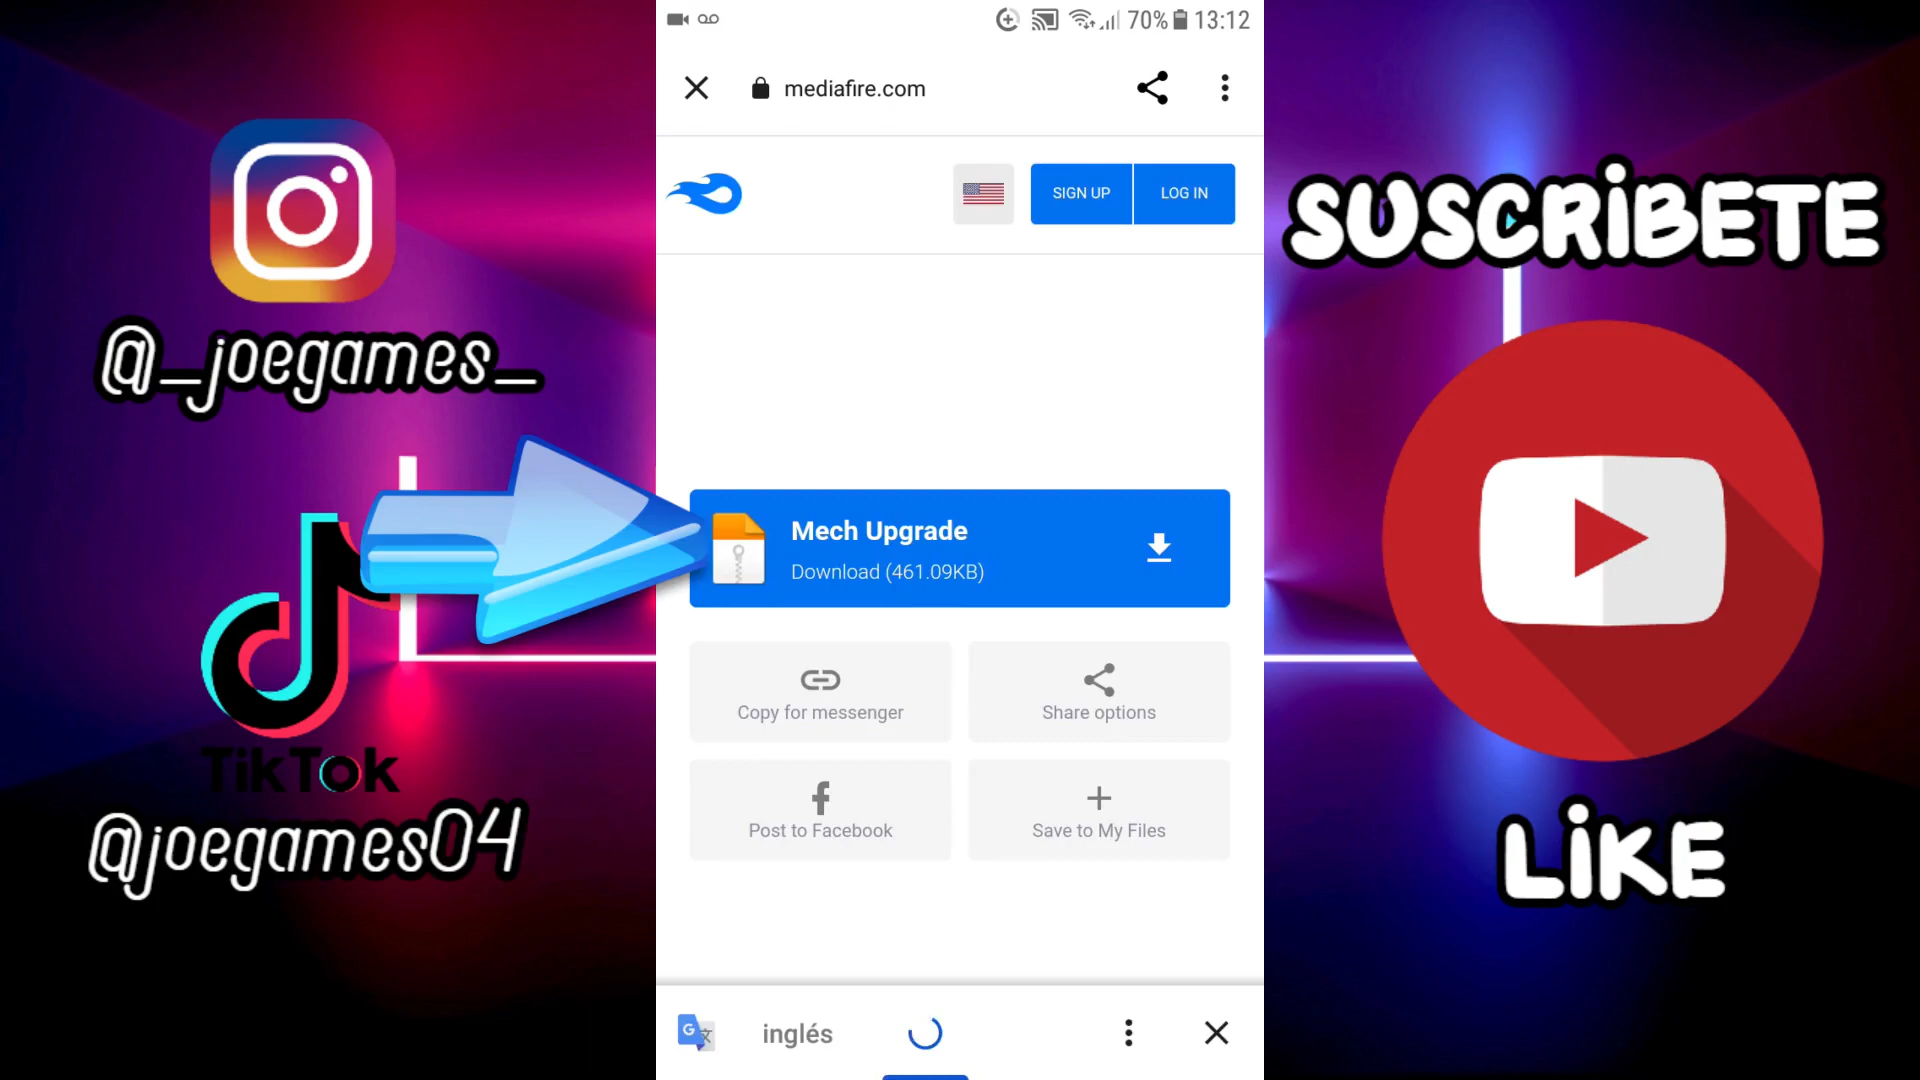 70% 13:12
mediafire.com
SIGN UP LOG IN
@_joegames_
SUSCRiBETE
Mech Upgrade
Download (461.09KB)
Copy for messenger
Share options
TikTok
@joegames04
Post to Facebook
Save to My Files
LiKE
inglés